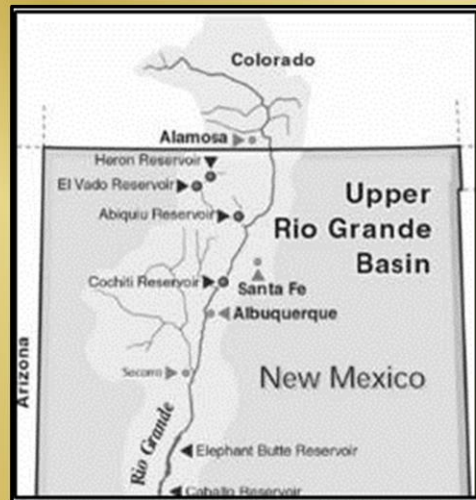 Colorado
Alamosa
Heron Reservoir
El Vado Reservoir
Abiquiu Reservoir
Upper
Rio Grande
Basin
Cochiti Reservoir
Santa Fe
Albuquerque
Socorro
New Mexico
Arizona
Rio Grande
Elephant Butte Reservoir
Caballo Reservoir